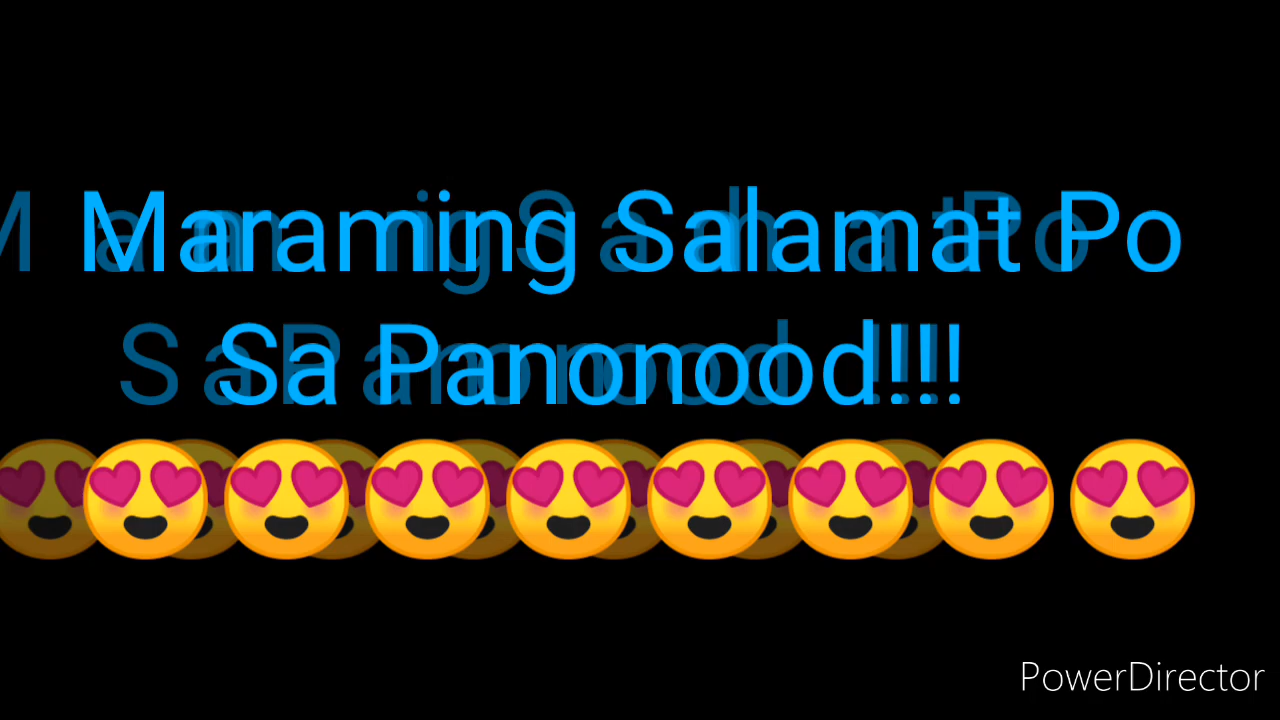 Maraming Salamat Po
Sa Panonood!!!
😍😍😍😍😍😍😍😍
PowerDirector